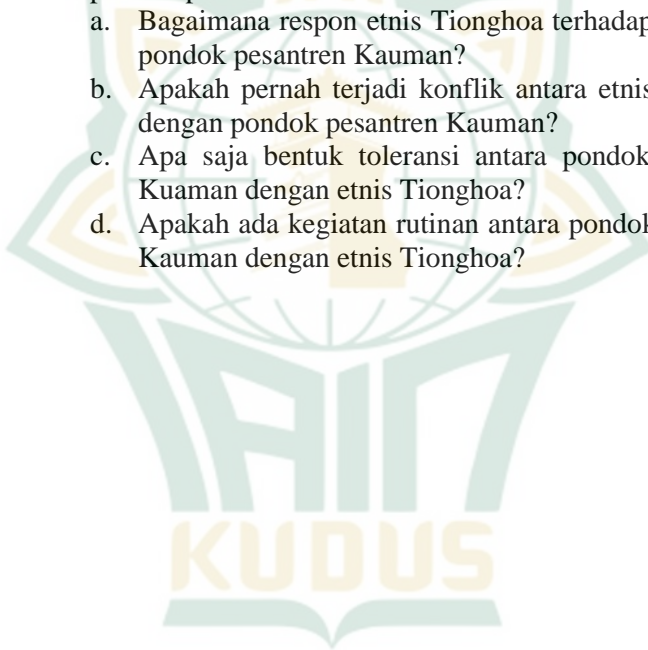 a. Bagaimana respon etnis Tionghoa terhadap
pondok pesantren Kauman?
b. Apakah pernah terjadi konflik antara etnis
dengan pondok pesantren Kauman?
c. Apa saja bentuk toleransi antara pondok
Kuaman dengan etnis Tionghoa?
d. Apakah ada kegiatan rutinan antara pondok
Kauman dengan etnis Tionghoa?
IAIN
KUDUS